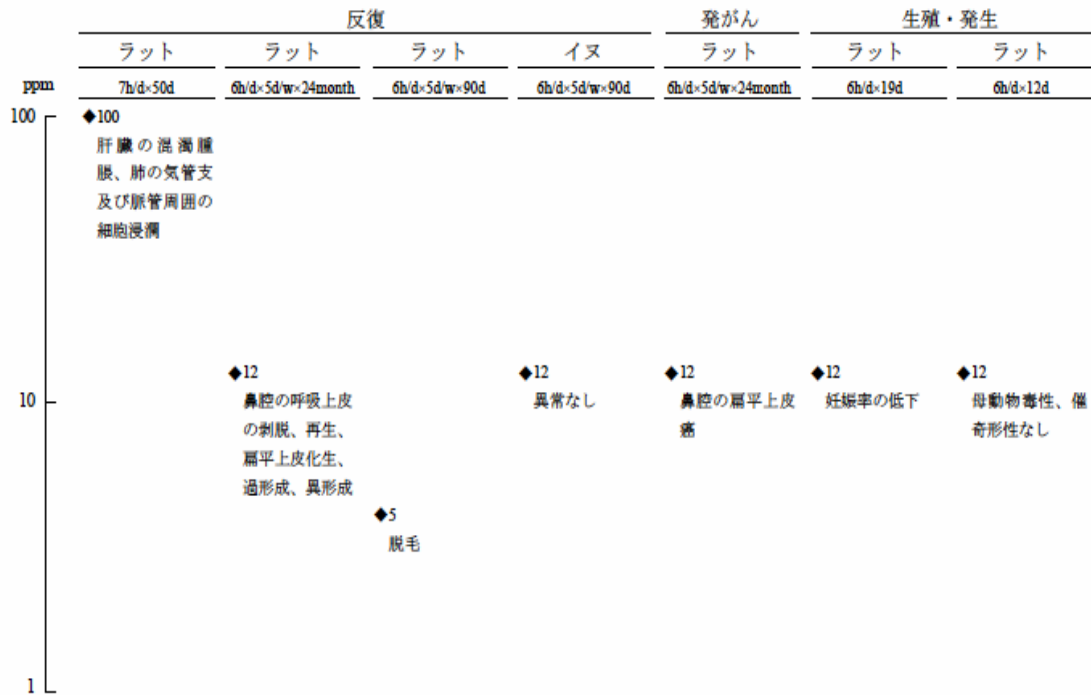 反復 発がん 生殖・発生
ラット ラット ラット イヌ ラット ラット ラット
ppm 7h/d×50d 6h/d×5d/w×24month 6h/d×5d/w×90d 6h/d×5d/w×90d 6h/d×5d/w×24month 6h/d×19d 6h/d×12d
100
◆100
肝臓の混濁腫
脹、肺の気管支
及び脈管周囲の
細胞浸潤
◆12
鼻腔の呼吸上皮
の剥脱、再生、
扁平上皮化生、
過形成、異形成
◆5
脱毛
◆12
異常なし
◆12
鼻腔の扁平上皮
癌
◆12
妊娠率の低下
◆12
母動物毒性、催
奇形性なし
10
1